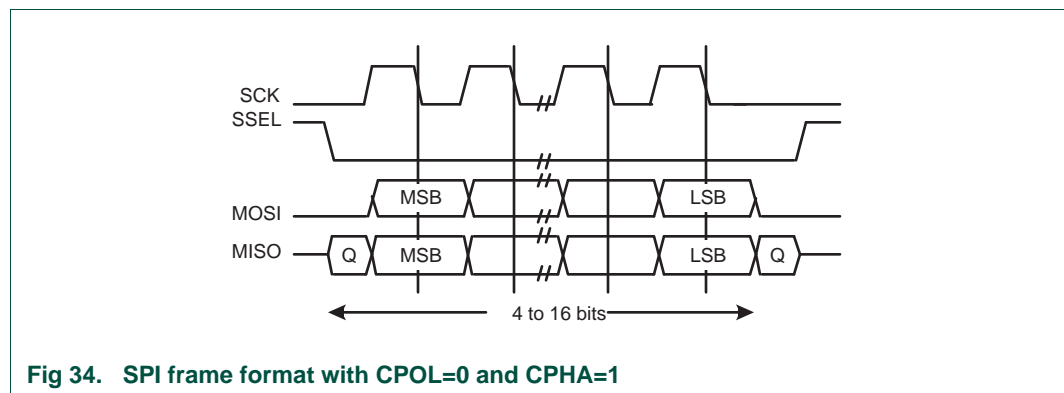 SCK
SSEL
MOSI MSB LSB
MISO Q MSB LSB Q
4 to 16 bits
Fig 34. SPI frame format with CPOL=0 and CPHA=1